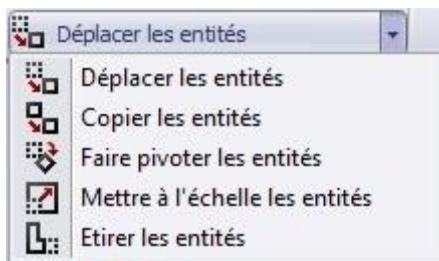 Déplacer les entités
Déplacer les entités
Copier les entités
Faire pivoter les entités
Mettre à l'échelle les entités
Etirer les entités